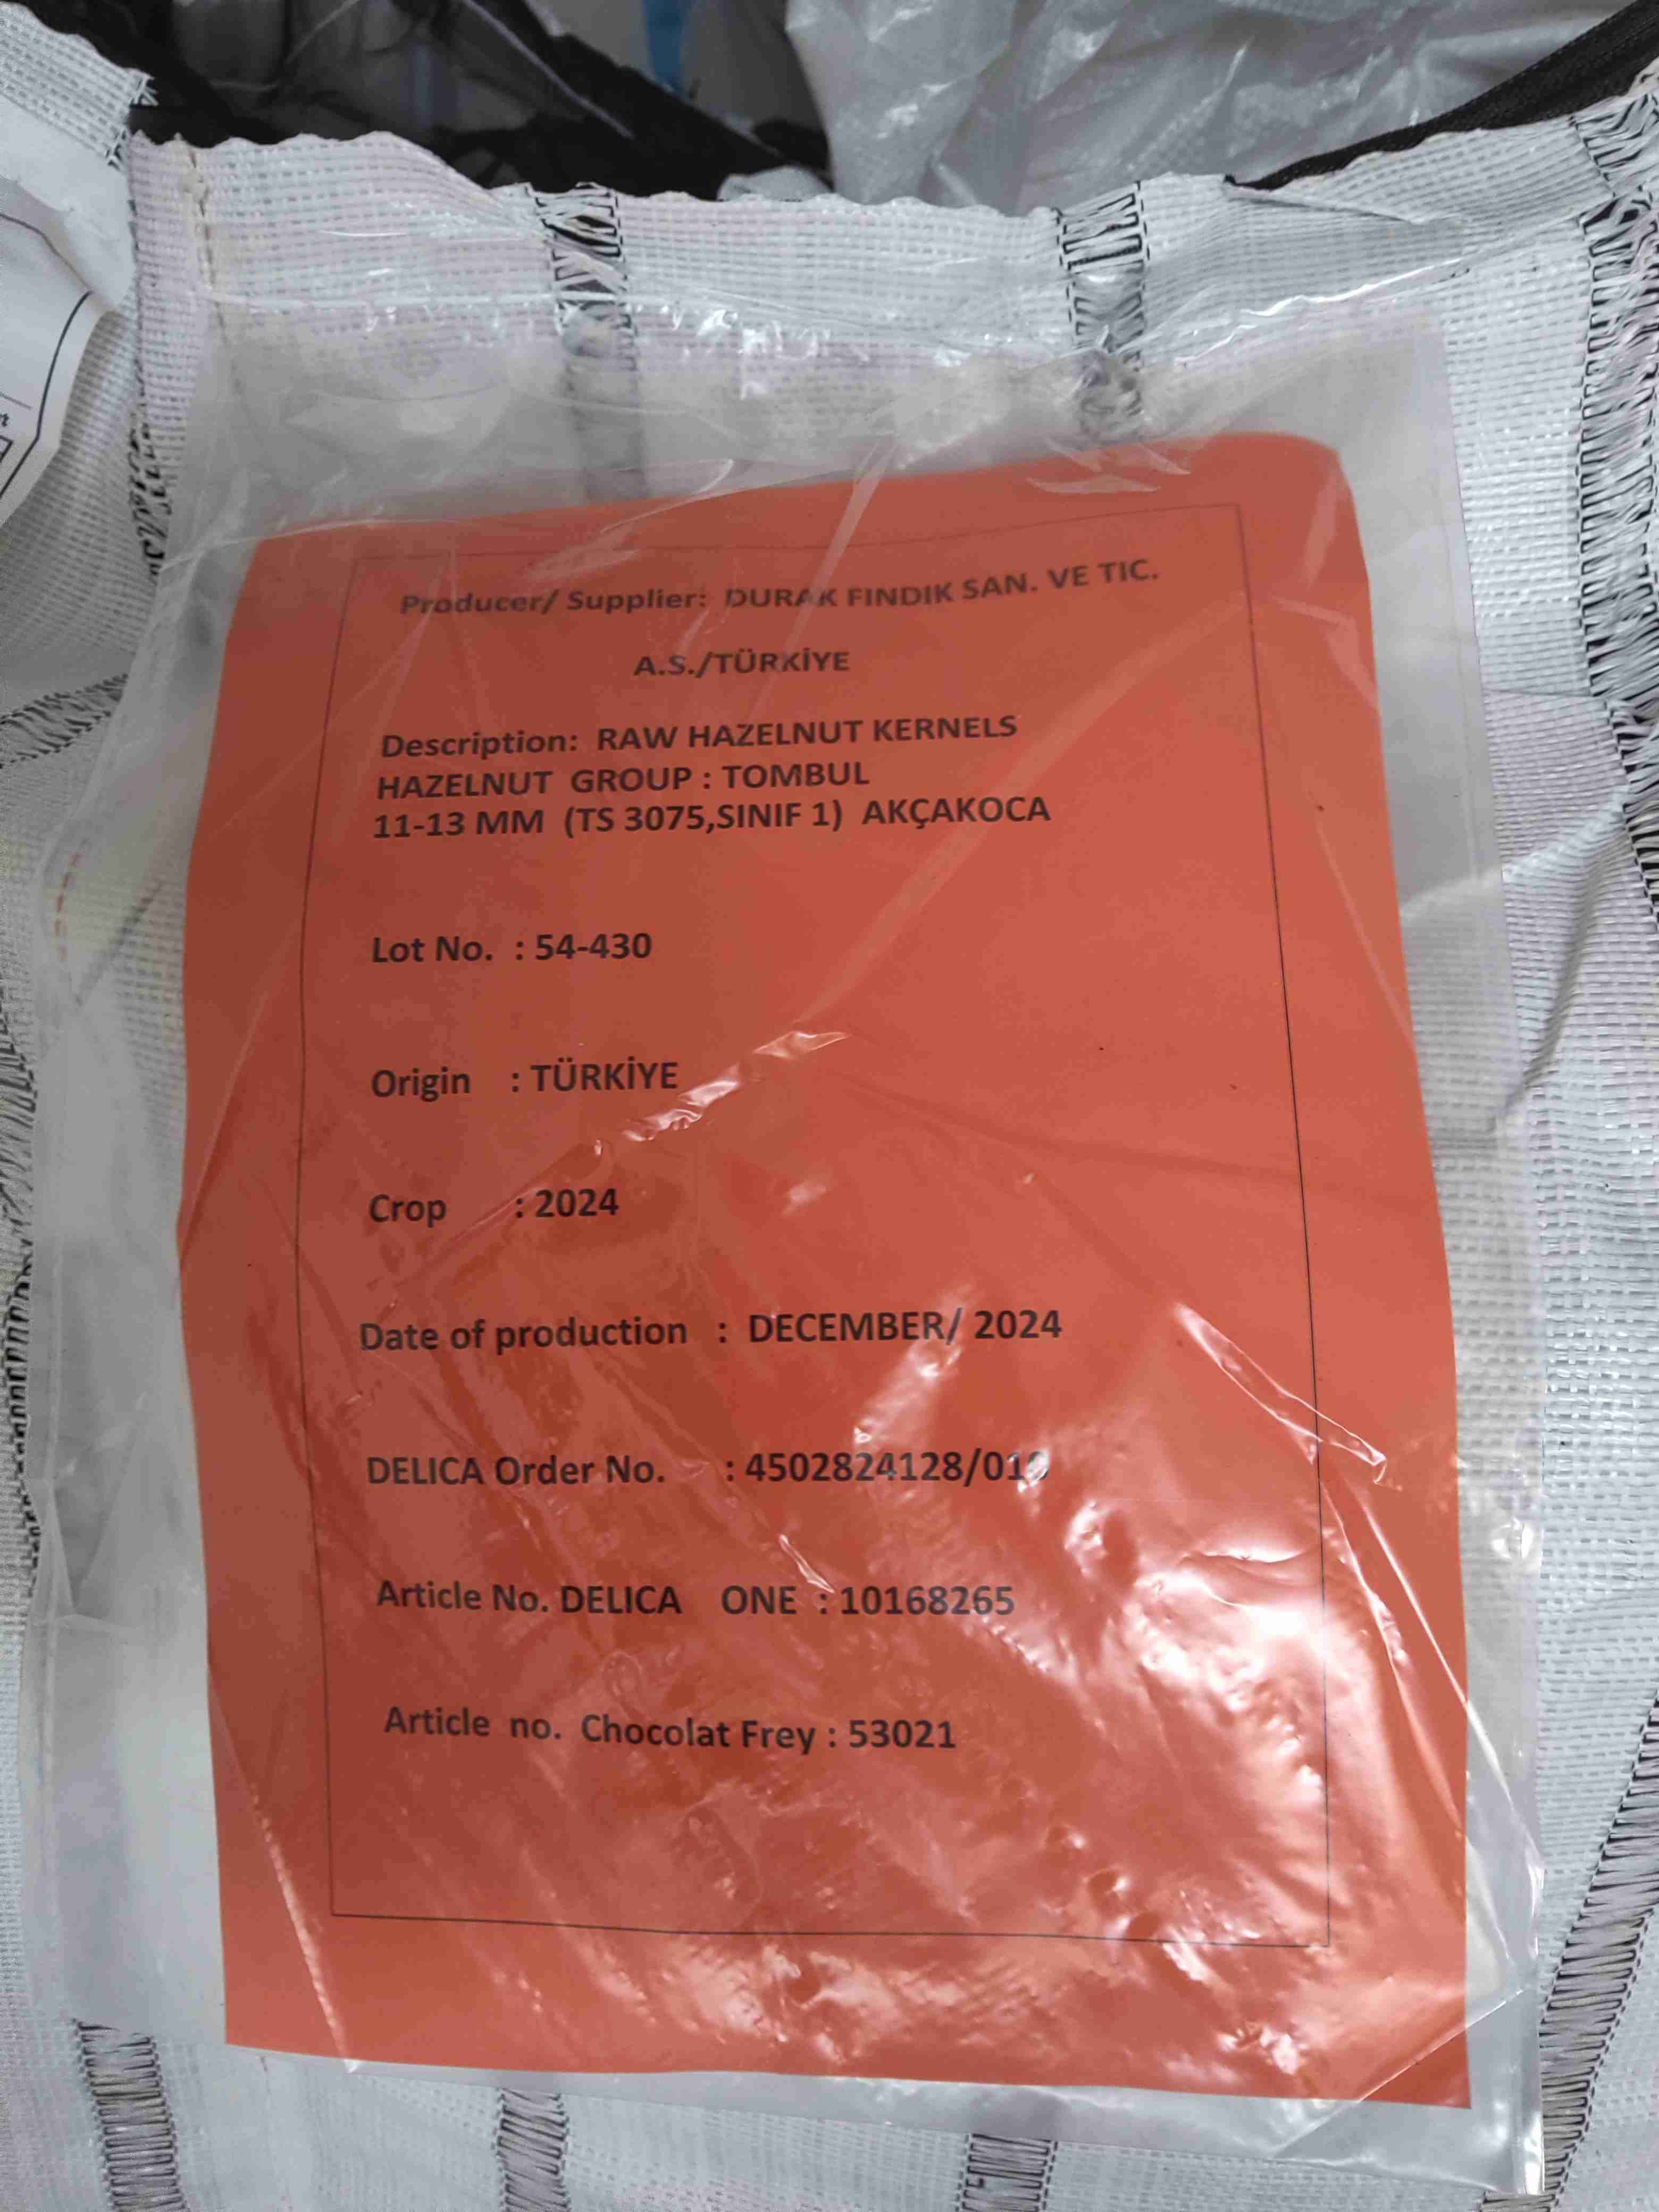 Producer/ Supplier: DURAK FINDIK SAN. VE TIC.
A.S./TÜRKİYE
Description: RAW HAZELNUT KERNELS
HAZELNUT GROUP : TOMBUL
11-13 MM (TS 3075,SINIF 1) AKÇAKOCA
Lot No. : 54-430
Origin : TÜRKİYE
Crop : 2024
Date of production : DECEMBER/ 2024
DELICA Order No. :
Article No. DELICA ONE : 10168265
Article no. Chocolat Frey : 53021